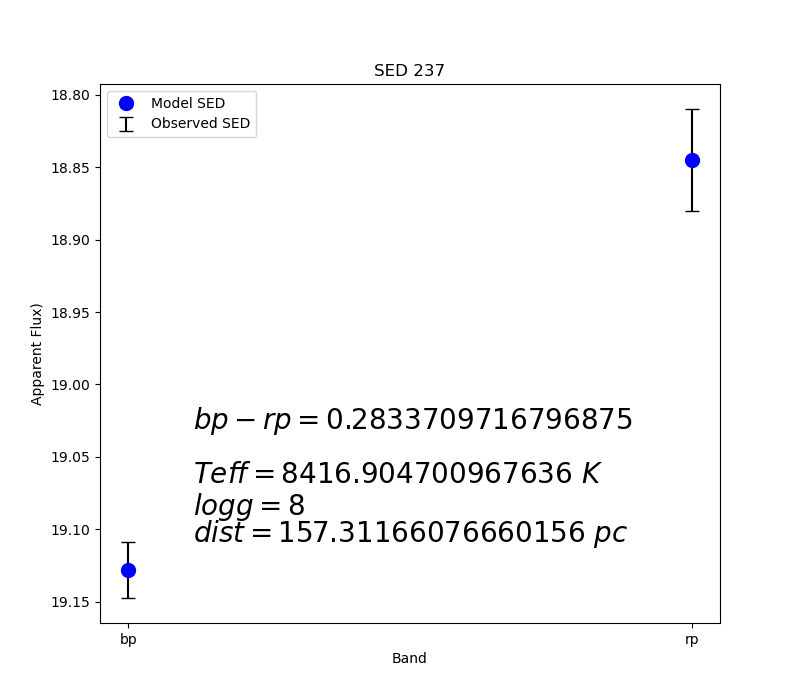 SED 237
Model SED
Observed SED
18.80
18.85
18.90
18.95
19.00
19.05
19.10
19.15
Apparent Flux)
bp − rp = 0.2833709716796875
Teff = 8416.904700967636 K
logg = 8
dist = 157.31166076660156 pc
bp
rp
Band